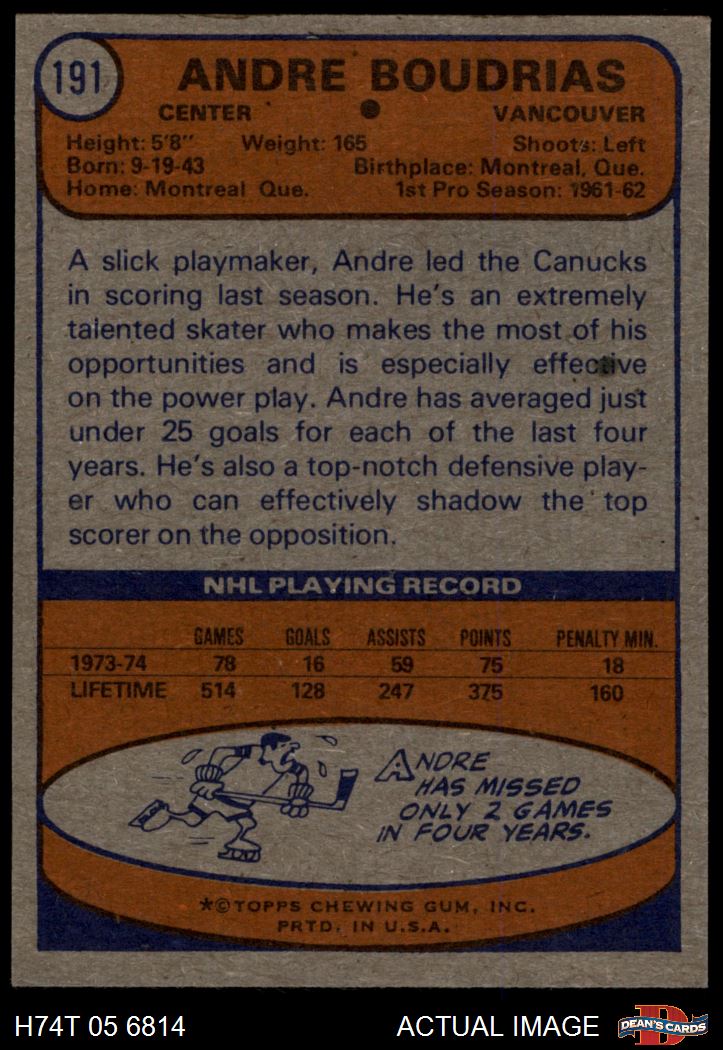 191
ANDRE BOUDRIAS
CENTER ● VANCOUVER
Height: 5'8" Weight: 165 Shoots: Left
Born: 9-19-43 Birthplace: Montreal, Que.
Home: Montreal Que. 1st Pro Season: 1961-62
A slick playmaker, Andre led the Canucks
in scoring last season. He's an extremely
talented skater who makes the most of his
opportunities and is especially effective
on the power play. Andre has averaged just
under 25 goals for each of the last four
years. He's also a top-notch defensive play-
er who can effectively shadow the top
scorer on the opposition.
NHL PLAYING RECORD
GAMES GOALS ASSISTS POINTS PENALTY MIN.
1973-74 78 16 59 75 18
LIFETIME 514 128 247 375 160
ANDRE
HAS MISSED
ONLY 2 GAMES
IN FOUR YEARS.
*©TOPPS CHEWING GUM, INC.
PRTD. IN U.S.A.
H74T 05 6814 ACTUAL IMAGE
D
DEAN'S CARDS